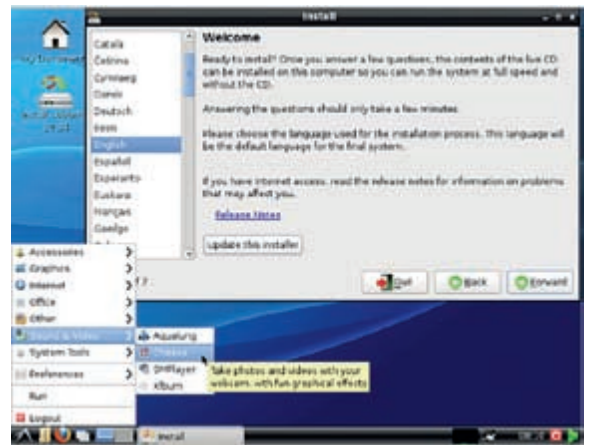 Install
Català
Čeština
Cymraeg
Dansk
Deutsch
Eesti
English
Español
Esperanto
Euskara
Français
Gaeilge
Welcome
Ready to install? Once you answer a few questions, the contents of the live CD
can be installed on this computer so you can run the system at full speed and
without the CD.
Answering the questions should only take a few minutes.
Please choose the language used for the installation process. This language will
be the default language for the final system.
If you have internet access, read the release notes for information on problems
that may affect you.
Release Notes
Update this installer
Quit
Back
Forward
Accessories
Graphics
Internet
Office
Other
Sound & Video
System Tools
Preferences
Run
Logout
Aqualung
Cheese
Take photos and videos with your
webcam, with fun graphical effects
Install